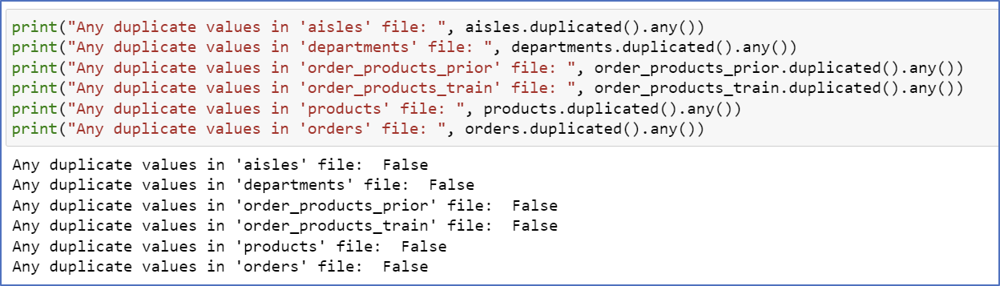 print("Any duplicate values in 'aisles' file: ", aisles.duplicated().any())
print("Any duplicate values in 'departments' file: ", departments.duplicated().any())
print("Any duplicate values in 'order_products_prior' file: ", order_products_prior.duplicated().any())
print("Any duplicate values in 'order_products_train' file: ", order_products_train.duplicated().any())
print("Any duplicate values in 'products' file: ", products.duplicated().any())
print("Any duplicate values in 'orders' file: ", orders.duplicated().any())
Any duplicate values in 'aisles' file:  False
Any duplicate values in 'departments' file:  False
Any duplicate values in 'order_products_prior' file:  False
Any duplicate values in 'order_products_train' file:  False
Any duplicate values in 'products' file:  False
Any duplicate values in 'orders' file:  False